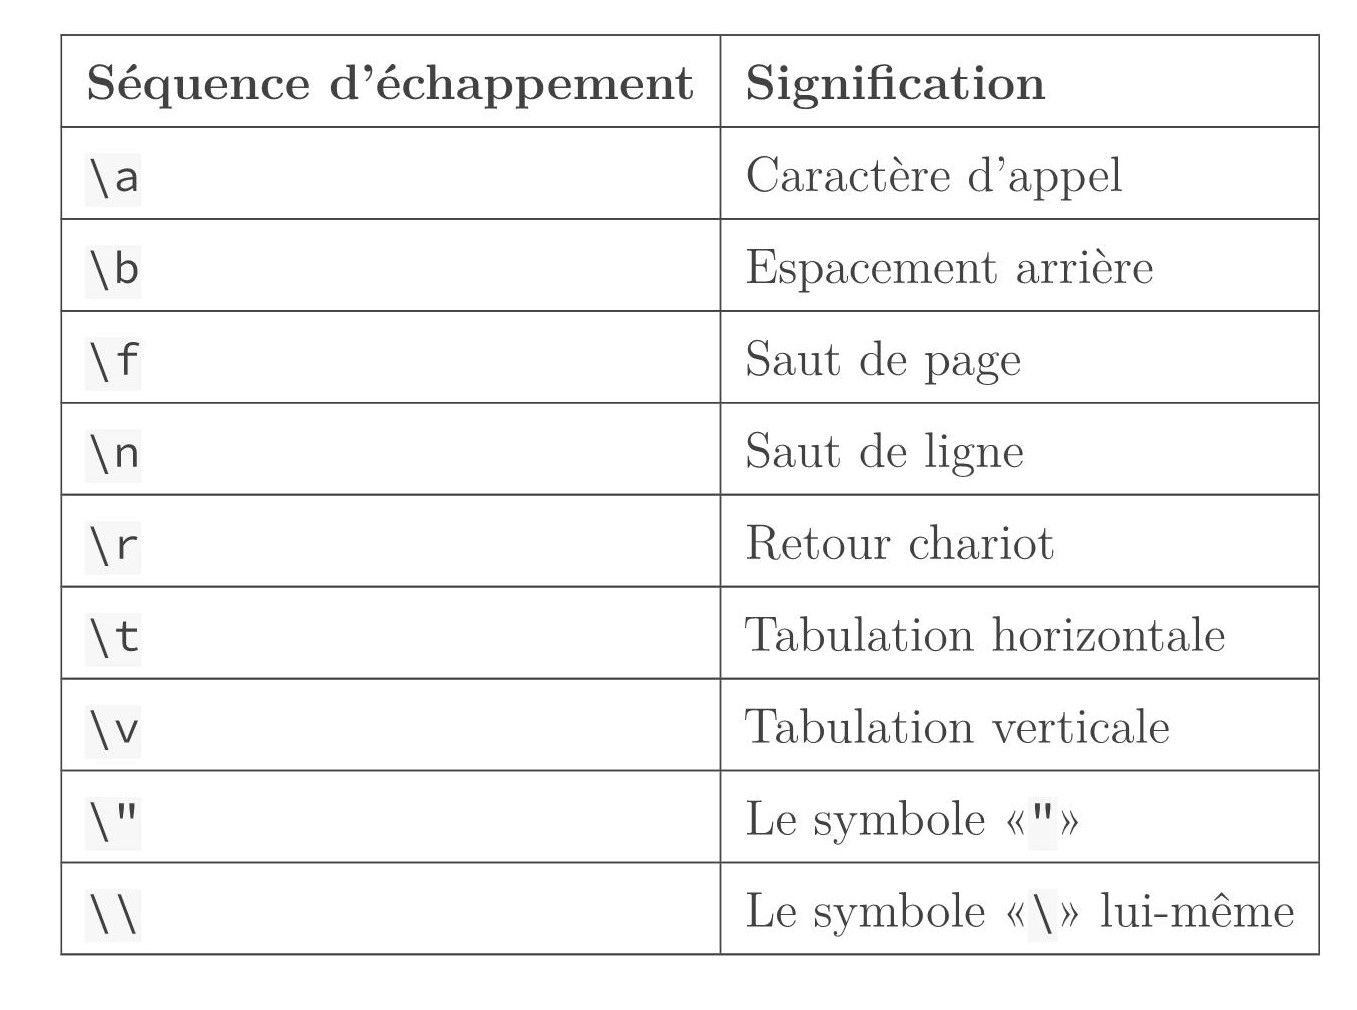 Séquence d'échappement Signification
\a Caractère d'appel
\b Espacement arrière
\f Saut de page
\n Saut de ligne
\r Retour chariot
\t Tabulation horizontale
\v Tabulation verticale
\" Le symbole «"»
\\ Le symbole «\» lui-même